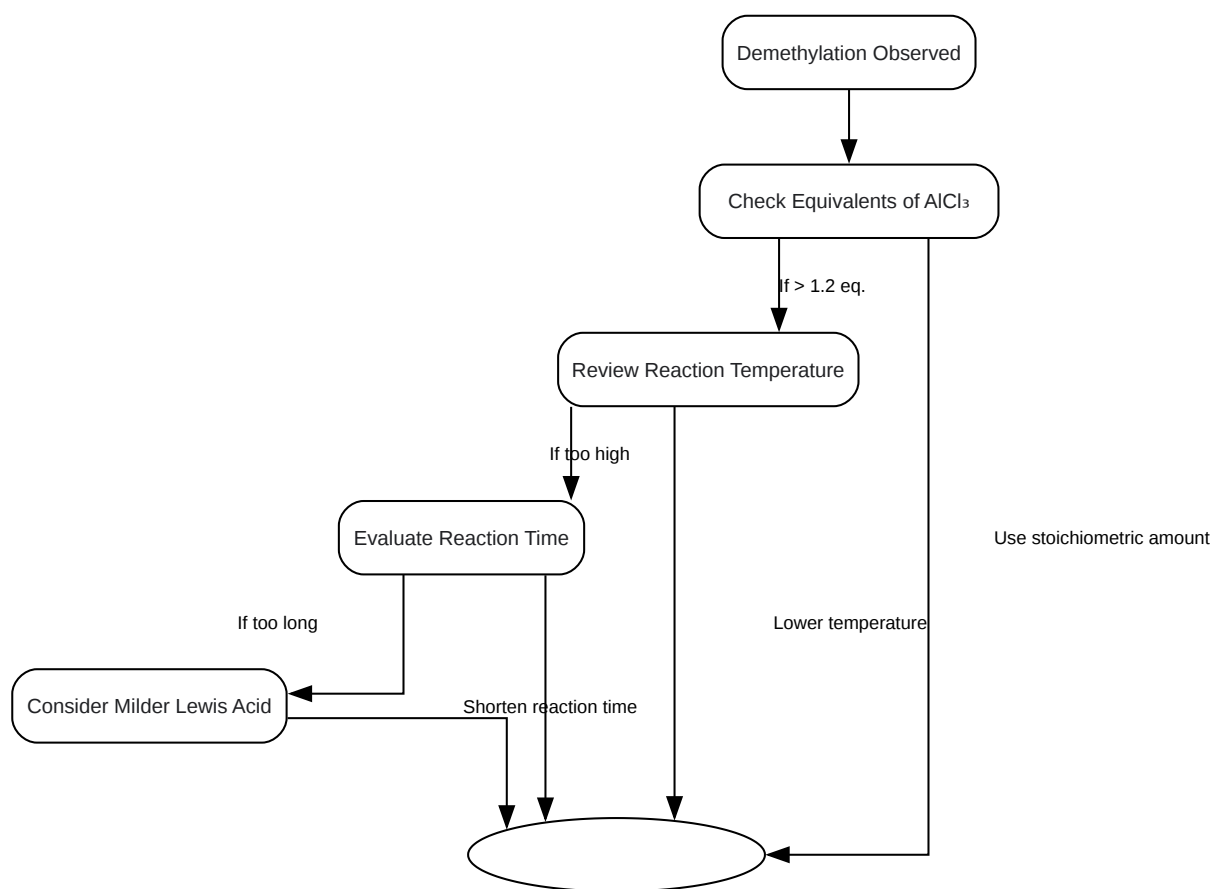 Demethylation Observed
Check Equivalents of AlCl₃
If > 1.2 eq.
Review Reaction Temperature
If too high
Evaluate Reaction Time
Use stoichiometric amount
If too long
Lower temperature
Consider Milder Lewis Acid
Shorten reaction time